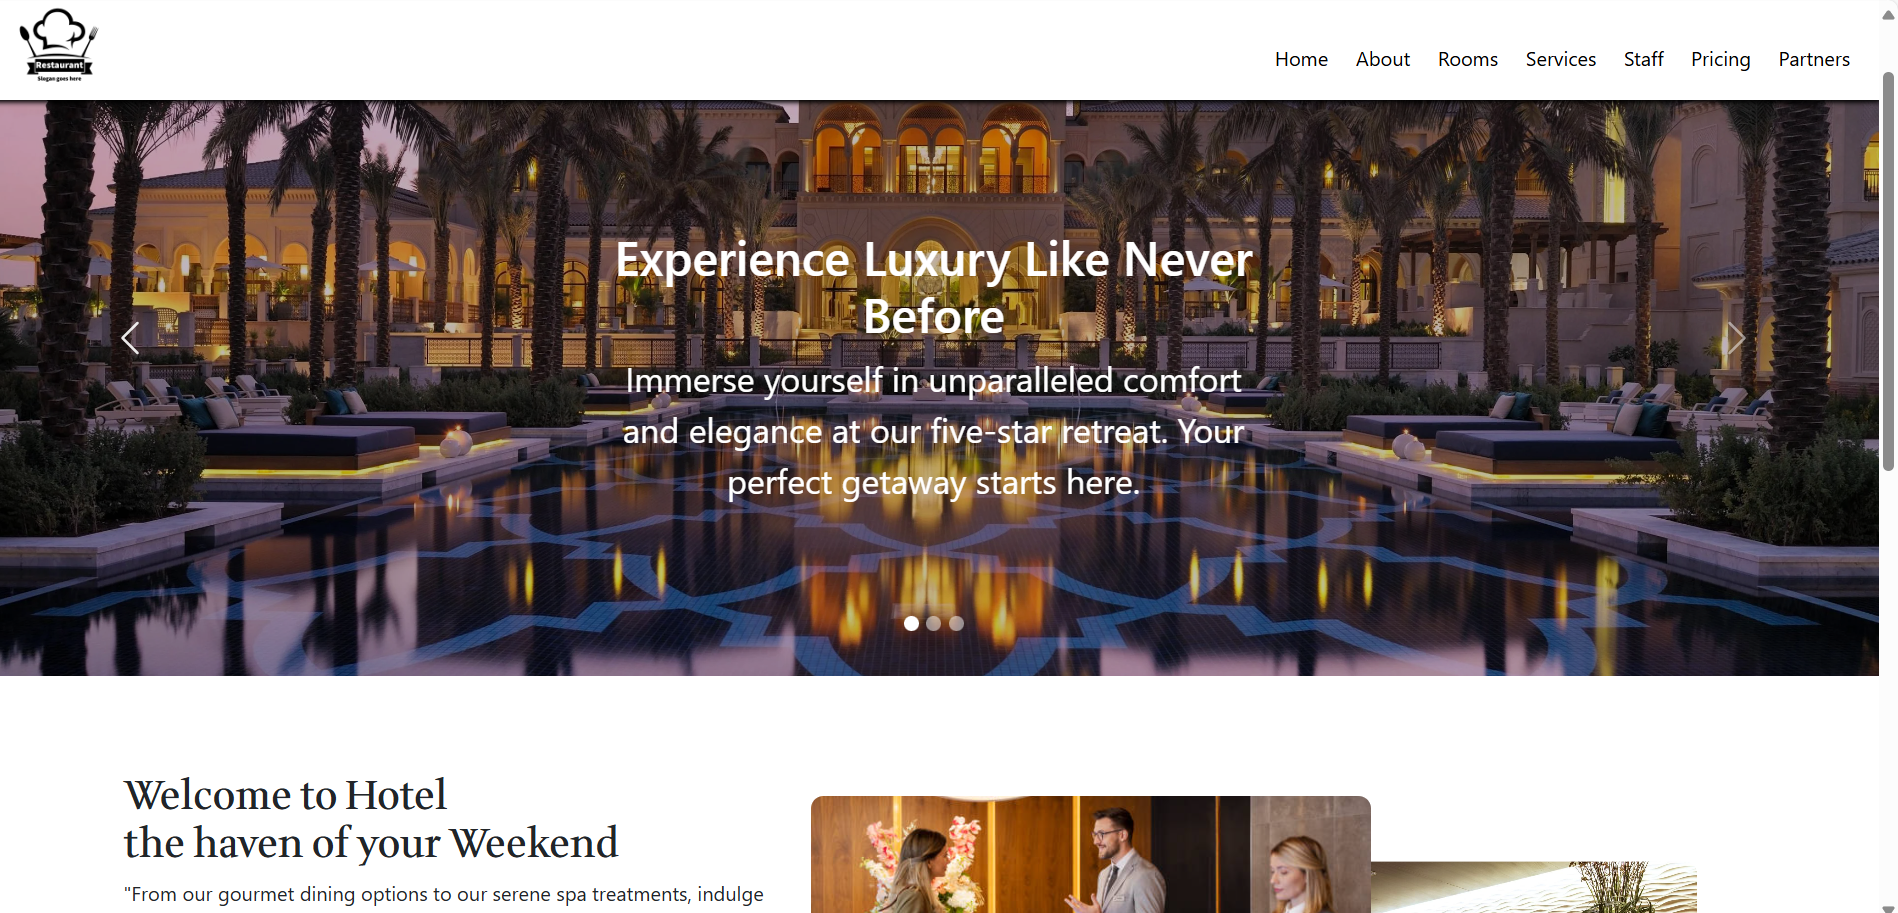 Restaurant
Slogan goes here
Home About Rooms Services Staff Pricing Partners
Experience Luxury Like Never
Before
Immerse yourself in unparalleled comfort
and elegance at our five-star retreat. Your
perfect getaway starts here.
Welcome to Hotel
the haven of your Weekend
"From our gourmet dining options to our serene spa treatments, indulge